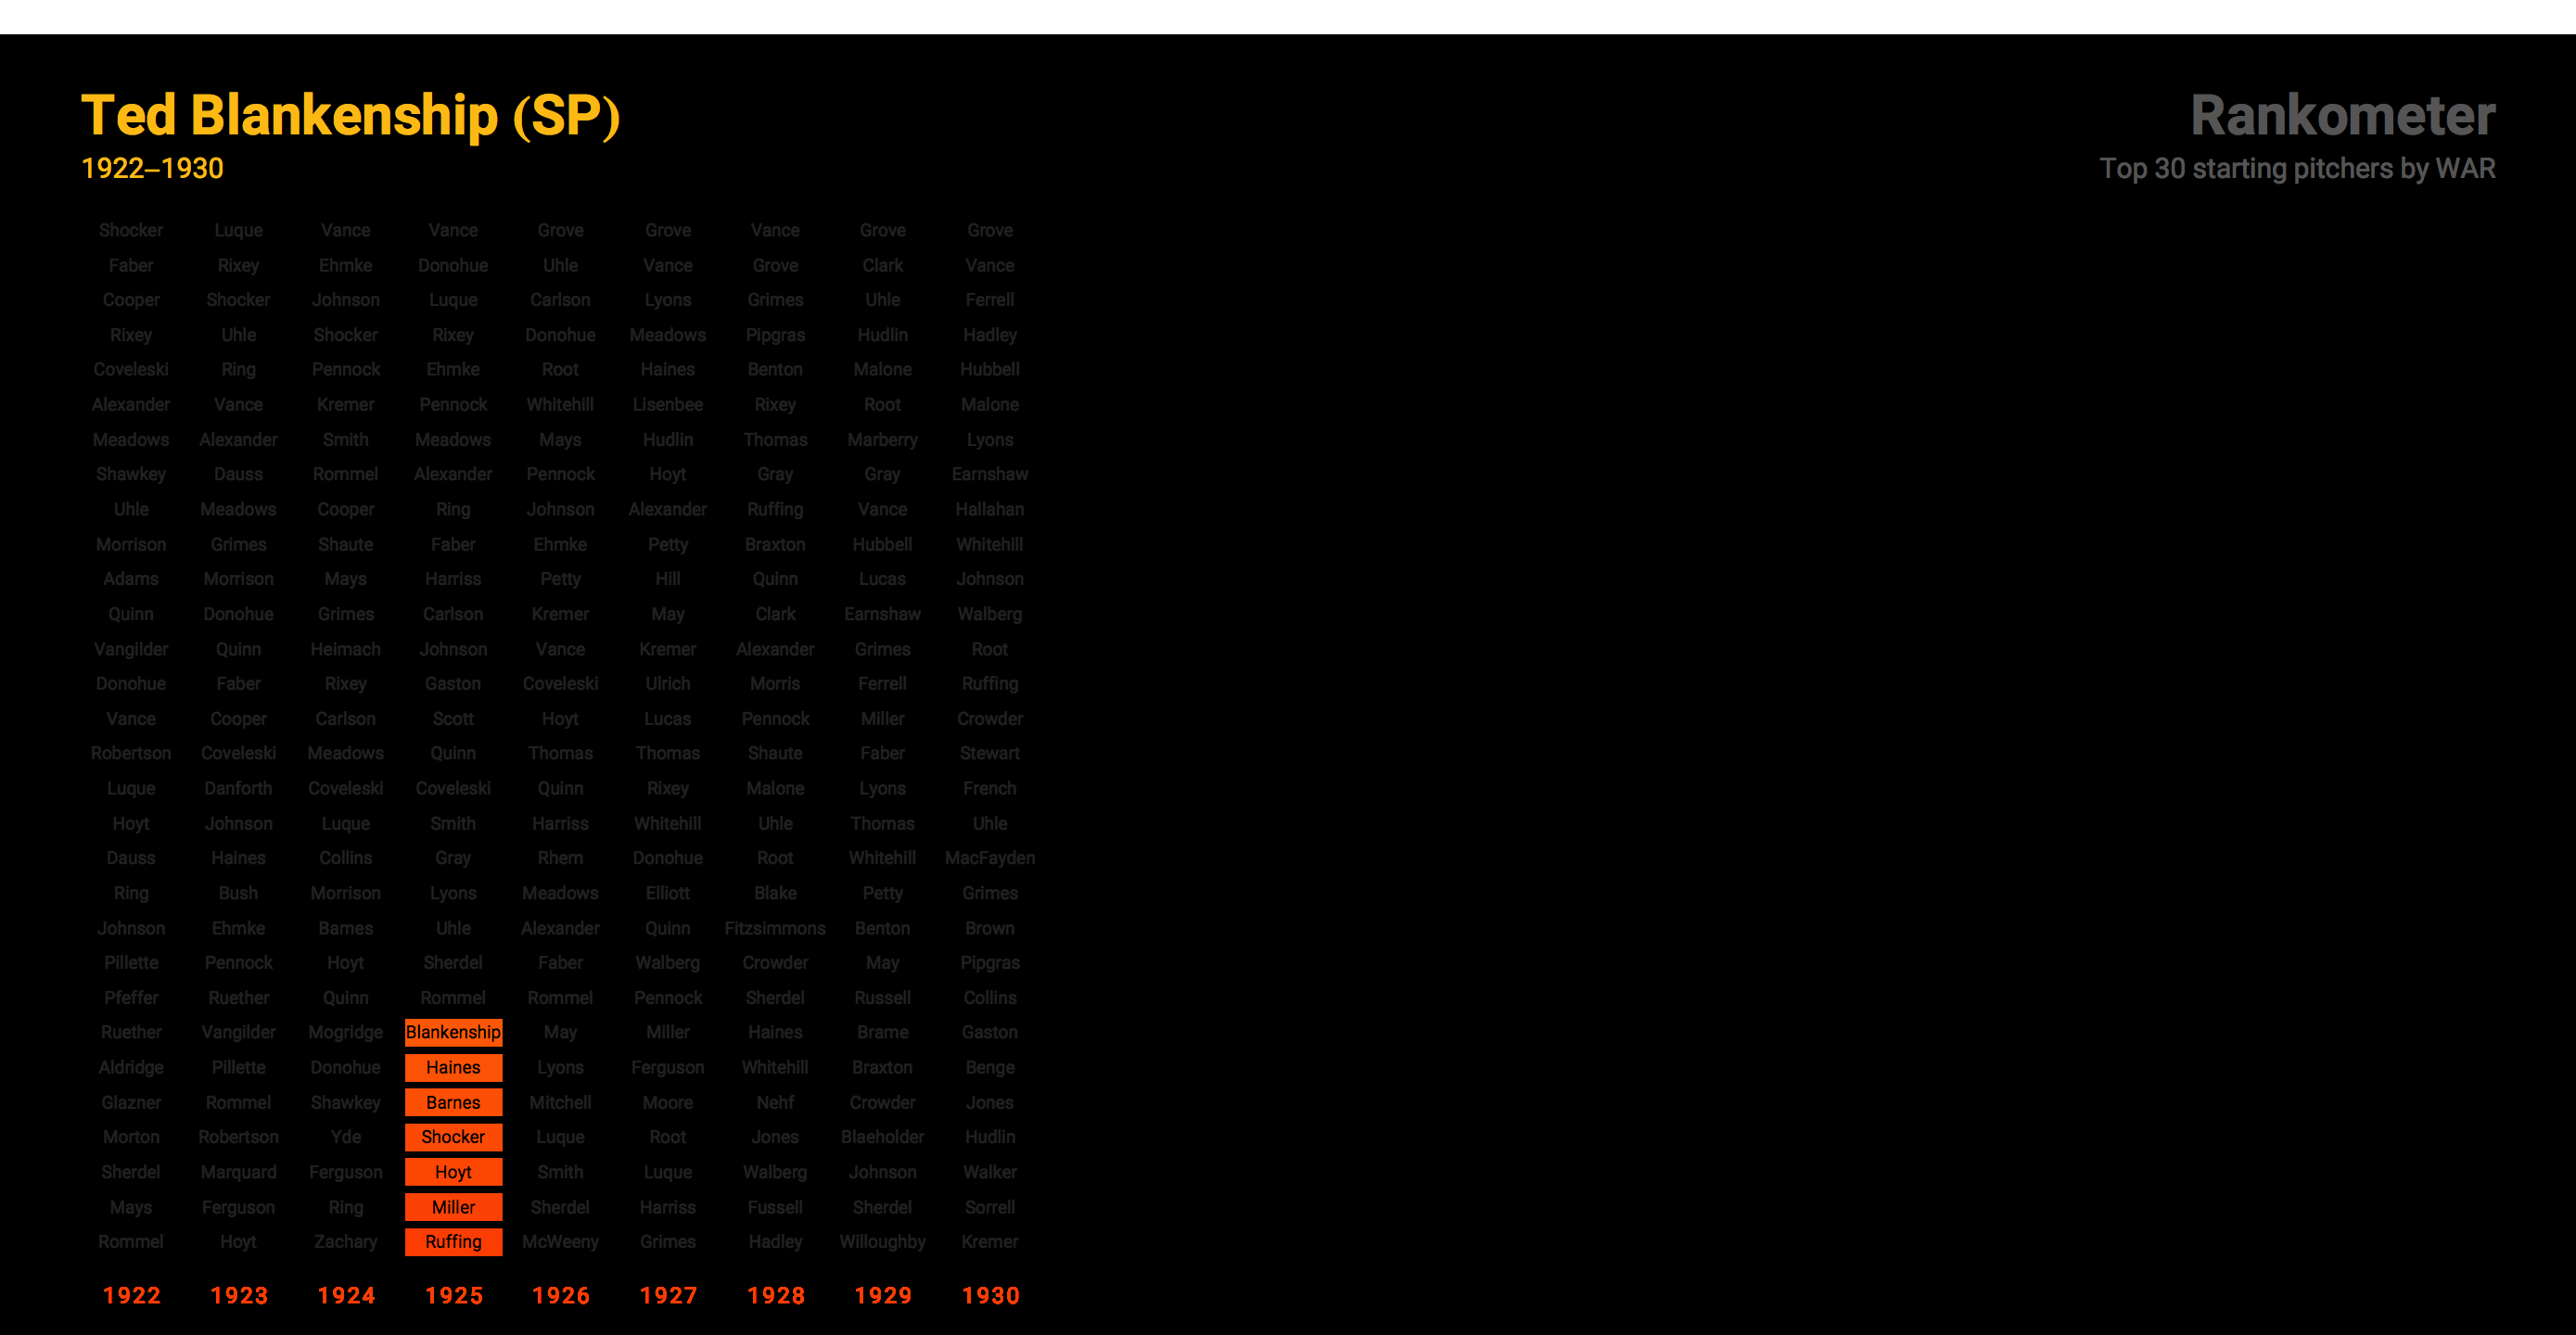 Ted Blankenship (SP)
1922–1930
Rankometer
Top 30 starting pitchers by WAR
Shocker Luque Vance Vance Grove Grove Vance Grove Grove
Faber Rixey Ehmke Donohue Uhle Vance Grove Clark Vance
Cooper Shocker Johnson Luque Carlson Lyons Grimes Uhle Ferrell
Rixey Uhle Shocker Rixey Donohue Meadows Pipgras Hudlin Hadley
Coveleski Ring Pennock Ehmke Root Haines Benton Malone Hubbell
Alexander Vance Kremer Pennock Whitehill Lisenbee Rixey Root Malone
Meadows Alexander Smith Meadows Mays Hudlin Thomas Marberry Lyons
Shawkey Dauss Rommel Alexander Pennock Hoyt Gray Gray Earnshaw
Uhle Meadows Cooper Ring Johnson Alexander Ruffing Vance Hallahan
Morrison Grimes Shaute Faber Ehmke Petty Braxton Hubbell Whitehill
Adams Morrison Mays Harriss Petty Hill Quinn Lucas Johnson
Quinn Donohue Grimes Carlson Kremer May Clark Earnshaw Walberg
Vangilder Quinn Heimach Johnson Vance Kremer Alexander Grimes Root
Donohue Faber Rixey Gaston Coveleski Ulrich Morris Ferrell Ruffing
Vance Cooper Carlson Scott Hoyt Lucas Pennock Miller Crowder
Robertson Coveleski Meadows Quinn Thomas Thomas Shaute Faber Stewart
Luque Danforth Coveleski Coveleski Quinn Rixey Malone Lyons French
Hoyt Johnson Luque Smith Harriss Whitehill Uhle Thomas Uhle
Dauss Haines Collins Gray Rhem Donohue Root Whitehill MacFayden
Ring Bush Morrison Lyons Meadows Elliott Blake Petty Grimes
Johnson Ehmke Barnes Uhle Alexander Quinn Fitzsimmons Benton Brown
Pillette Pennock Hoyt Sherdel Faber Walberg Crowder May Pipgras
Pfeffer Ruether Quinn Rommel Rommel Pennock Sherdel Russell Collins
Ruether Vangilder Mogridge Blankenship May Miller Haines Brame Gaston
Aldridge Pillette Donohue Haines Lyons Ferguson Whitehill Braxton Benge
Glazner Rommel Shawkey Barnes Mitchell Moore Nehf Crowder Jones
Morton Robertson Yde Shocker Luque Root Jones Blaeholder Hudlin
Sherdel Marquard Ferguson Hoyt Smith Luque Walberg Johnson Walker
Mays Ferguson Ring Miller Sherdel Harriss Fussell Sherdel Sorrell
Rommel Hoyt Zachary Ruffing McWeeny Grimes Hadley Willoughby Kremer
1922 1923 1924 1925 1926 1927 1928 1929 1930